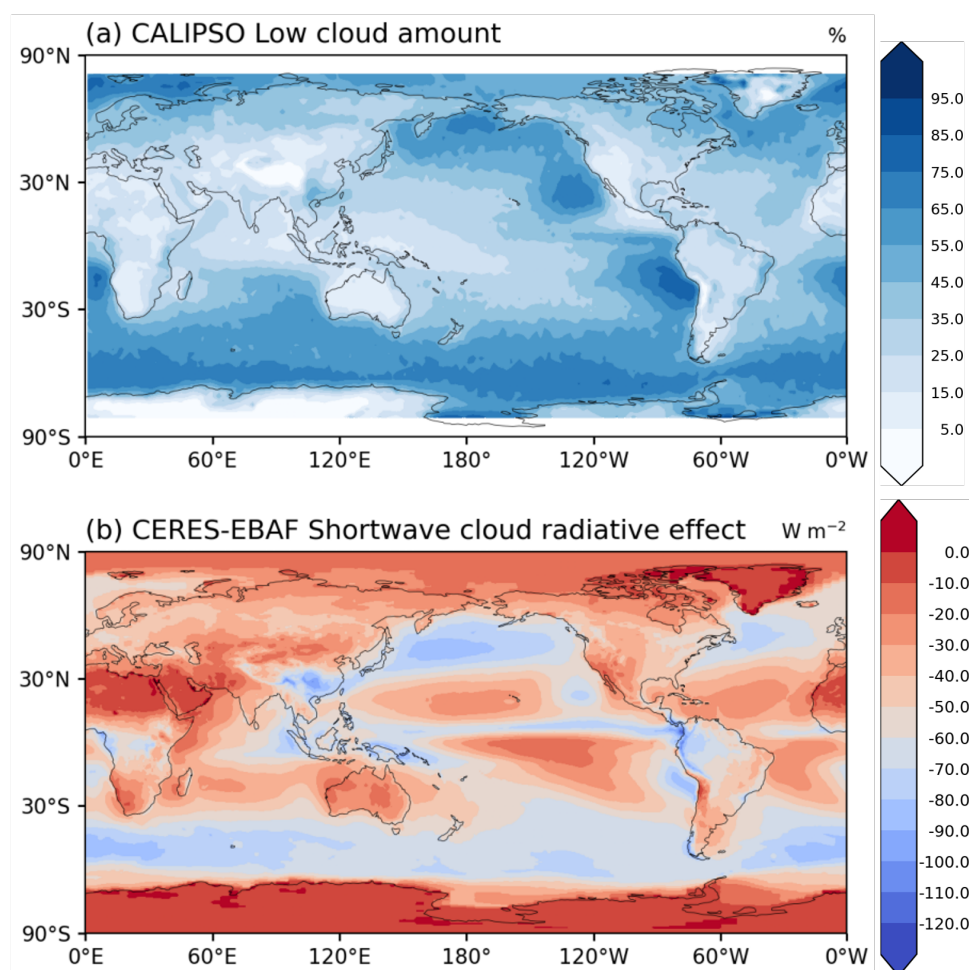 (a) CALIPSO Low cloud amount %
90°N
30°N
30°S
90°S
0°E 60°E 120°E 180° 120°W 60°W 0°W
95.0
85.0
75.0
65.0
55.0
45.0
35.0
25.0
15.0
5.0
(b) CERES-EBAF Shortwave cloud radiative effect W m⁻²
90°N
30°N
30°S
90°S
0°E 60°E 120°E 180° 120°W 60°W 0°W
0.0
-10.0
-20.0
-30.0
-40.0
-50.0
-60.0
-70.0
-80.0
-90.0
-100.0
-110.0
-120.0